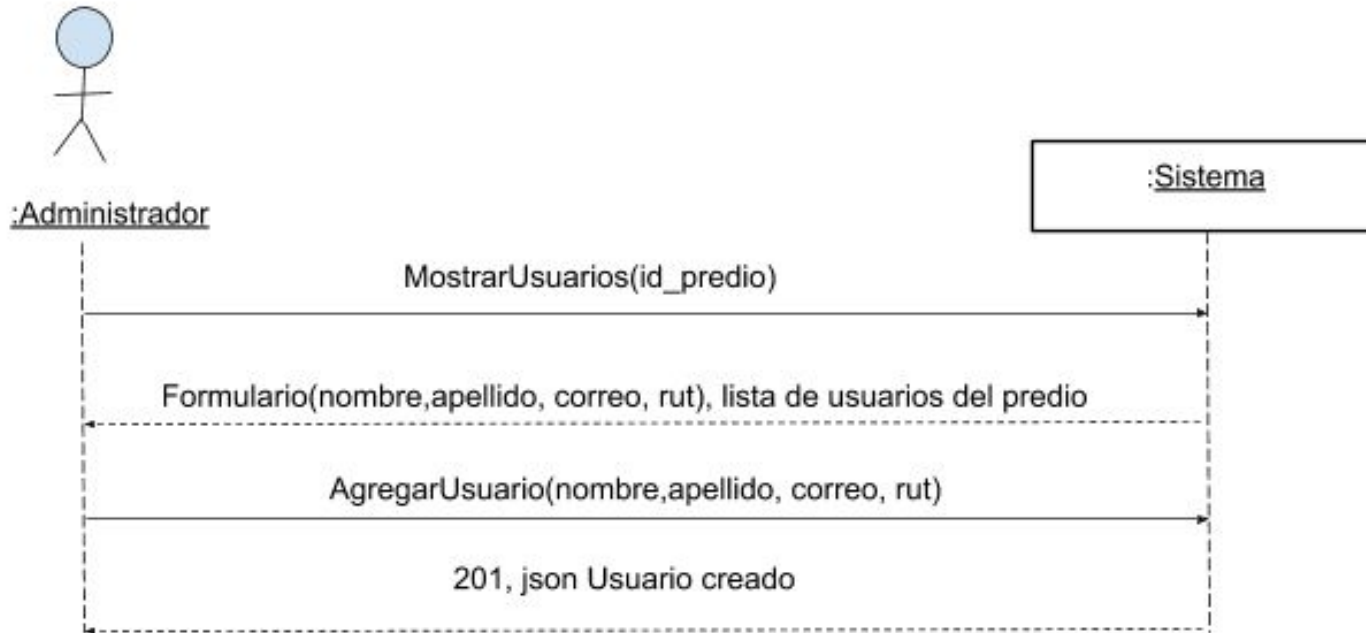 :Administrador
:Sistema
MostrarUsuarios(id_predio)
Formulario(nombre,apellido, correo, rut), lista de usuarios del predio
AgregarUsuario(nombre,apellido, correo, rut)
201, json Usuario creado